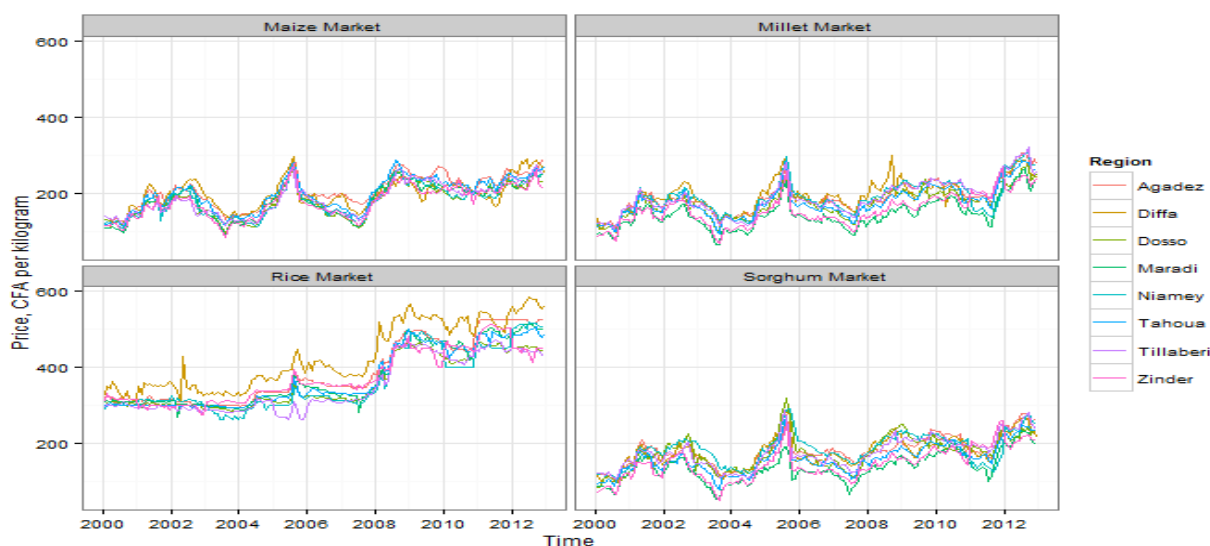 Maize Market
Millet Market
600
400
200
Rice Market
Sorghum Market
600
400
200
Price, CFA per kilogram
2000 2002 2004 2006 2008 2010 2012
2000 2002 2004 2006 2008 2010 2012
Time
Region
Agadez
Diffa
Dosso
Maradi
Niamey
Tahoua
Tillaberi
Zinder